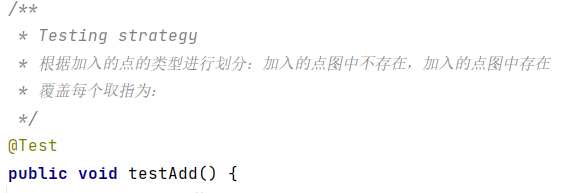 /**
* Testing strategy
* 根据加入的点的类型进行划分：加入的点图中不存在，加入的点图中存在
* 覆盖每个取指为：
*/
@Test
public void testAdd() {